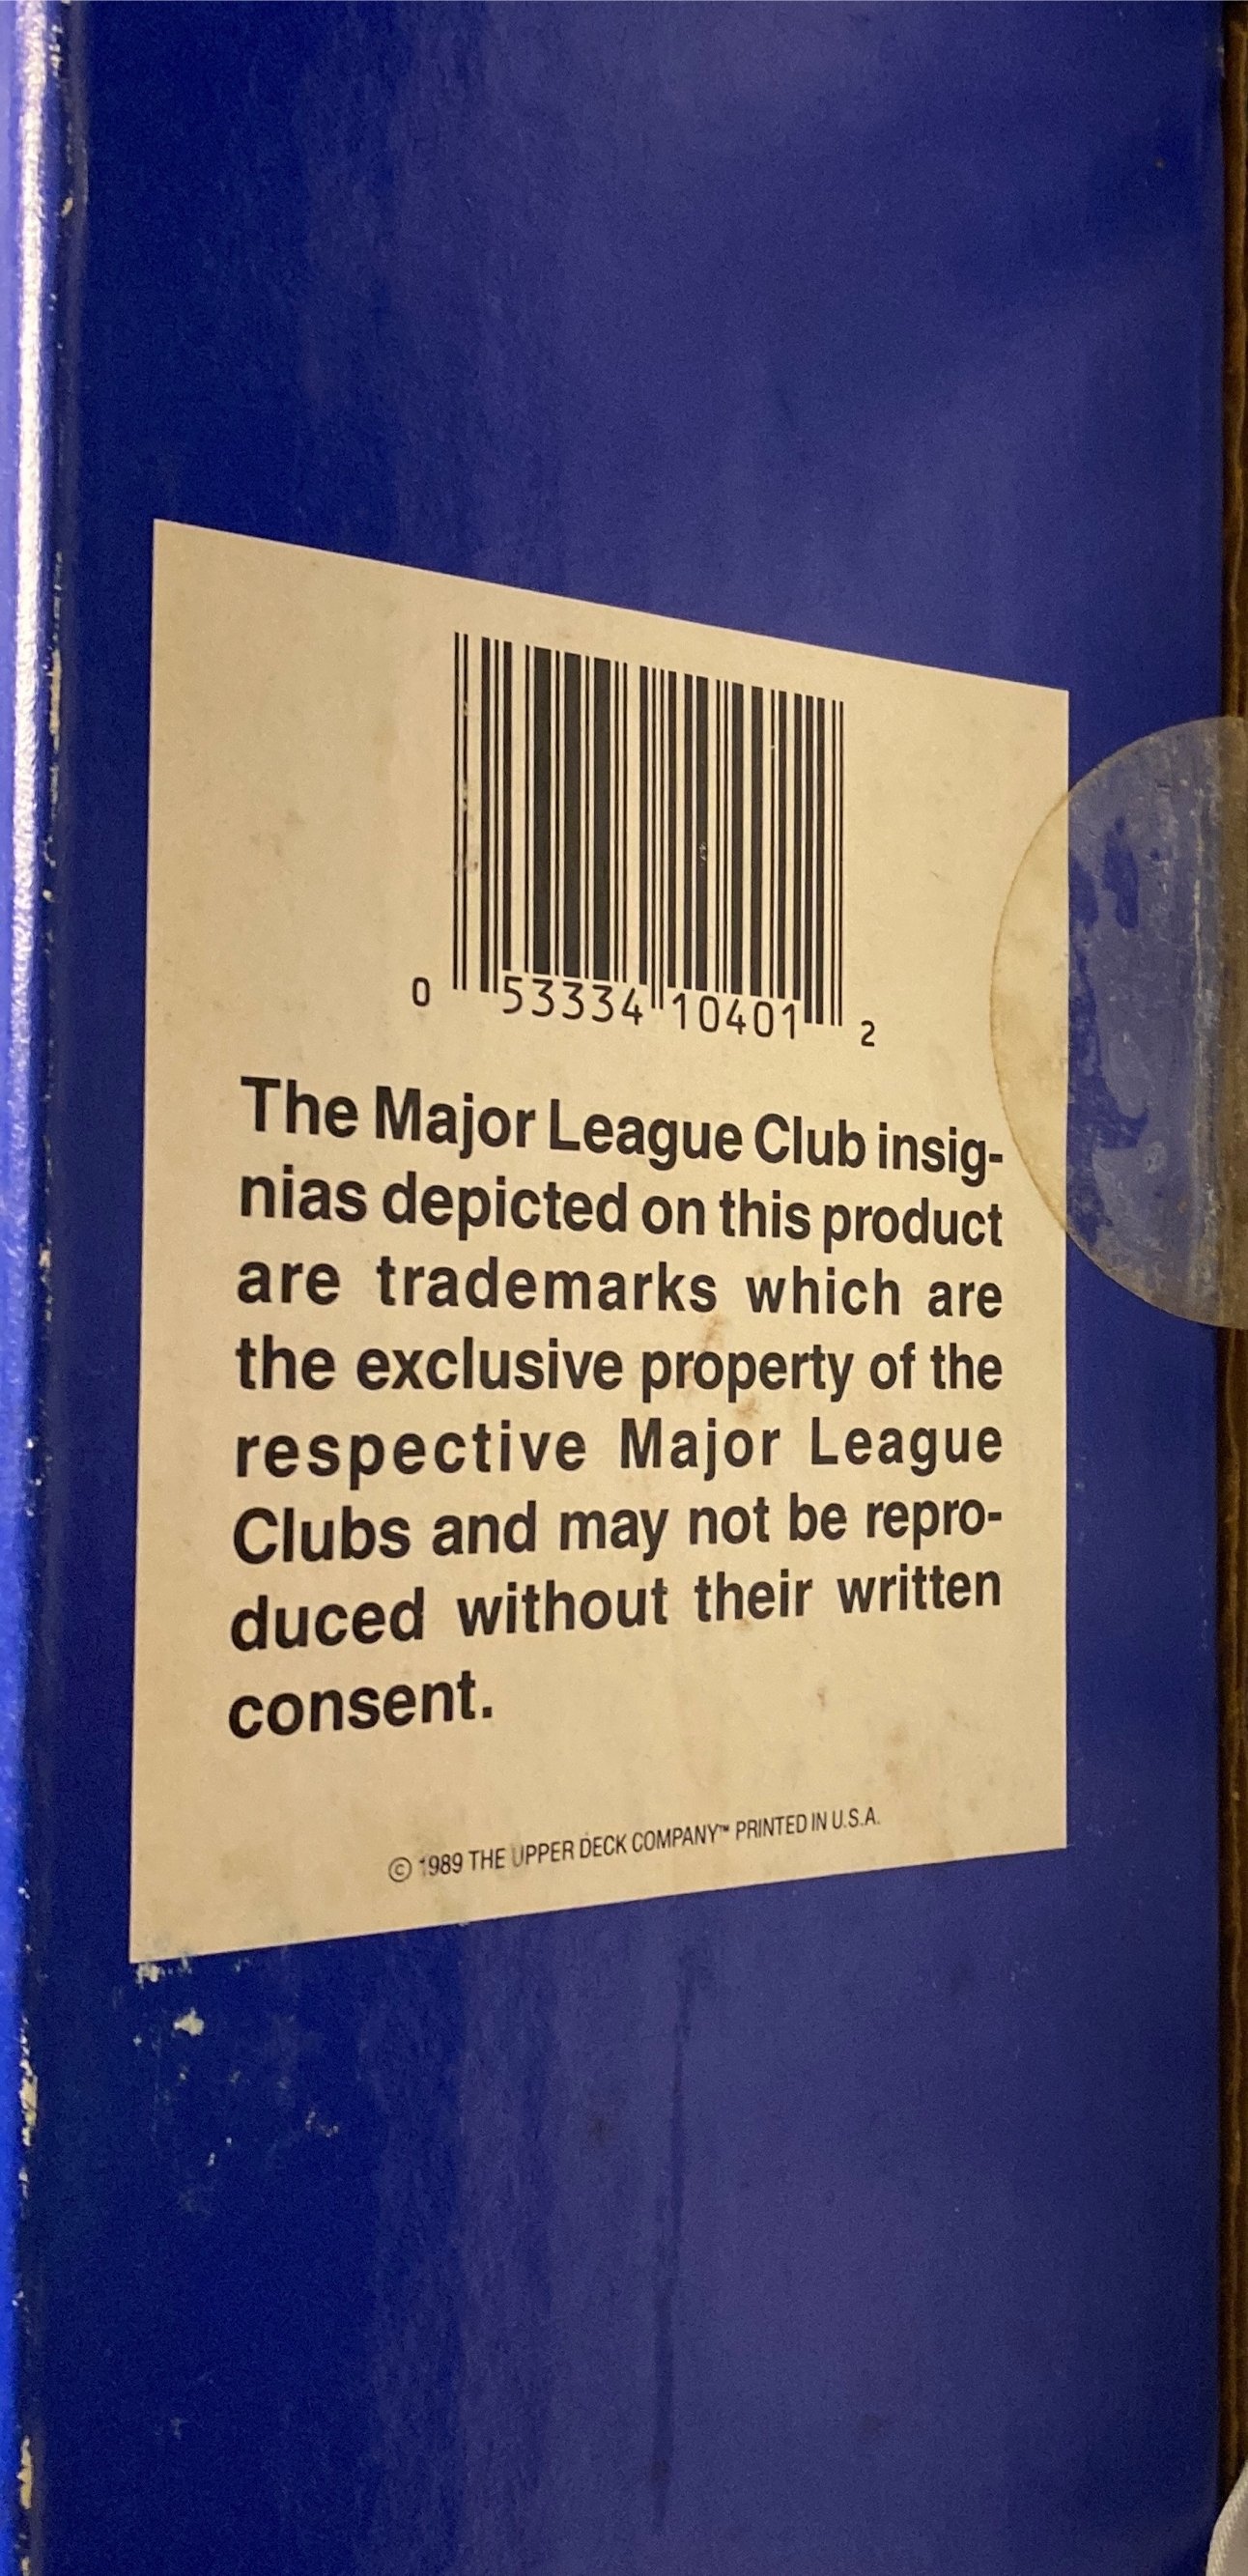 0 53334 10401 2
The Major League Club insig-
nias depicted on this product
are trademarks which are
the exclusive property of the
respective Major League
Clubs and may not be repro-
duced without their written
consent.
© 1989 THE UPPER DECK COMPANY™ PRINTED IN U.S.A.